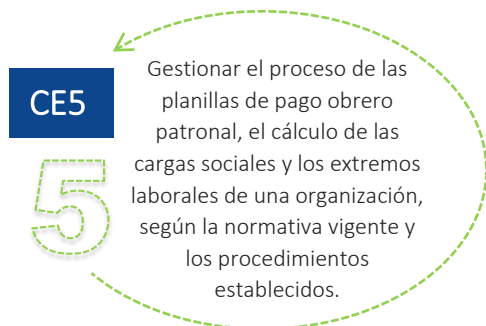 CE5
5
Gestionar el proceso de las
planillas de pago obrero
patronal, el cálculo de las
cargas sociales y los extremos
laborales de una organización,
según la normativa vigente y
los procedimientos
establecidos.